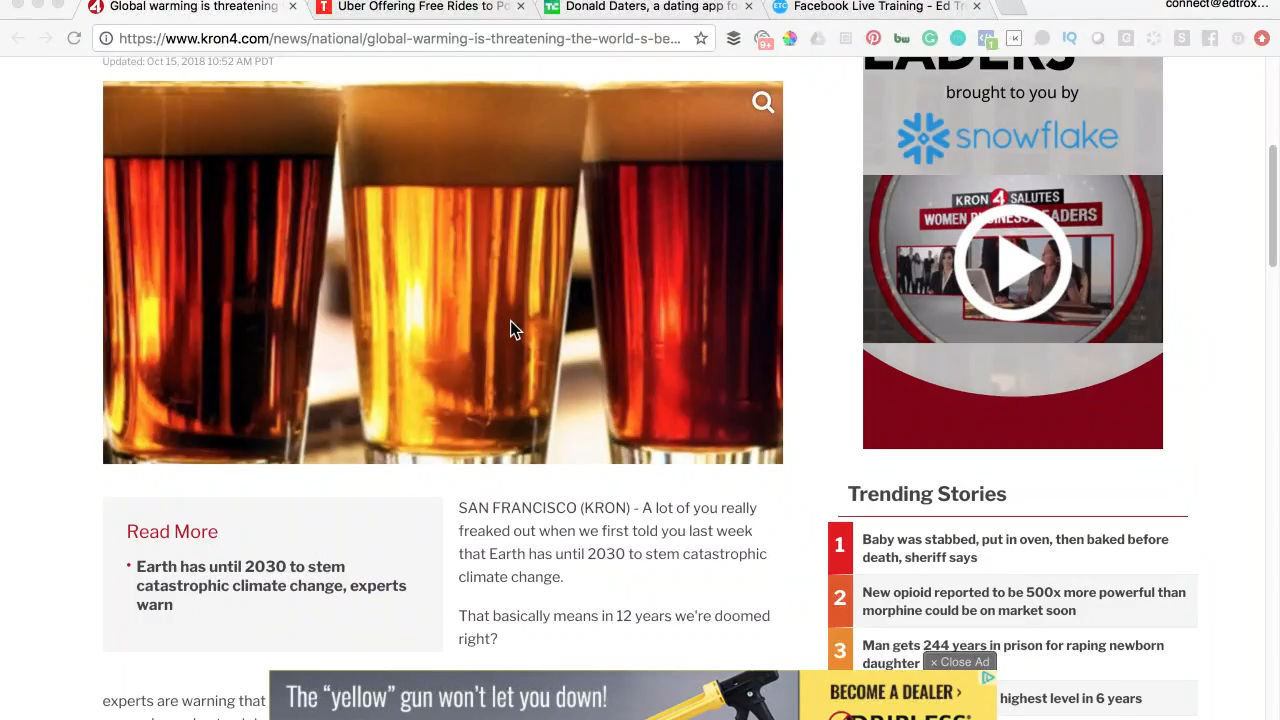 Global warming is threatening
Uber Offering Free Rides to Po
Donald Daters, a dating app fo
Facebook Live Training - Ed Tr
connect@edtrox...
https://www.kron4.com/news/national/global-warming-is-threatening-the-world-s-be...
9+
1
Updated: Oct 15, 2018 10:52 AM PDT
LEADERS
brought to you by
snowflake
KRON 4 SALUTES
WOMEN BUSINESS LEADERS
Read More
Earth has until 2030 to stem
catastrophic climate change, experts
warn
SAN FRANCISCO (KRON) - A lot of you really
freaked out when we first told you last week
that Earth has until 2030 to stem catastrophic
climate change.
That basically means in 12 years we're doomed
right?
experts are warning that
Trending Stories
1
Baby was stabbed, put in oven, then baked before
death, sheriff says
2
New opioid reported to be 500x more powerful than
morphine could be on market soon
3
Man gets 244 years in prison for raping newborn
daughter
highest level in 6 years
× Close Ad
The "yellow" gun won't let you down!
BECOME A DEALER ›
DRIPLESS